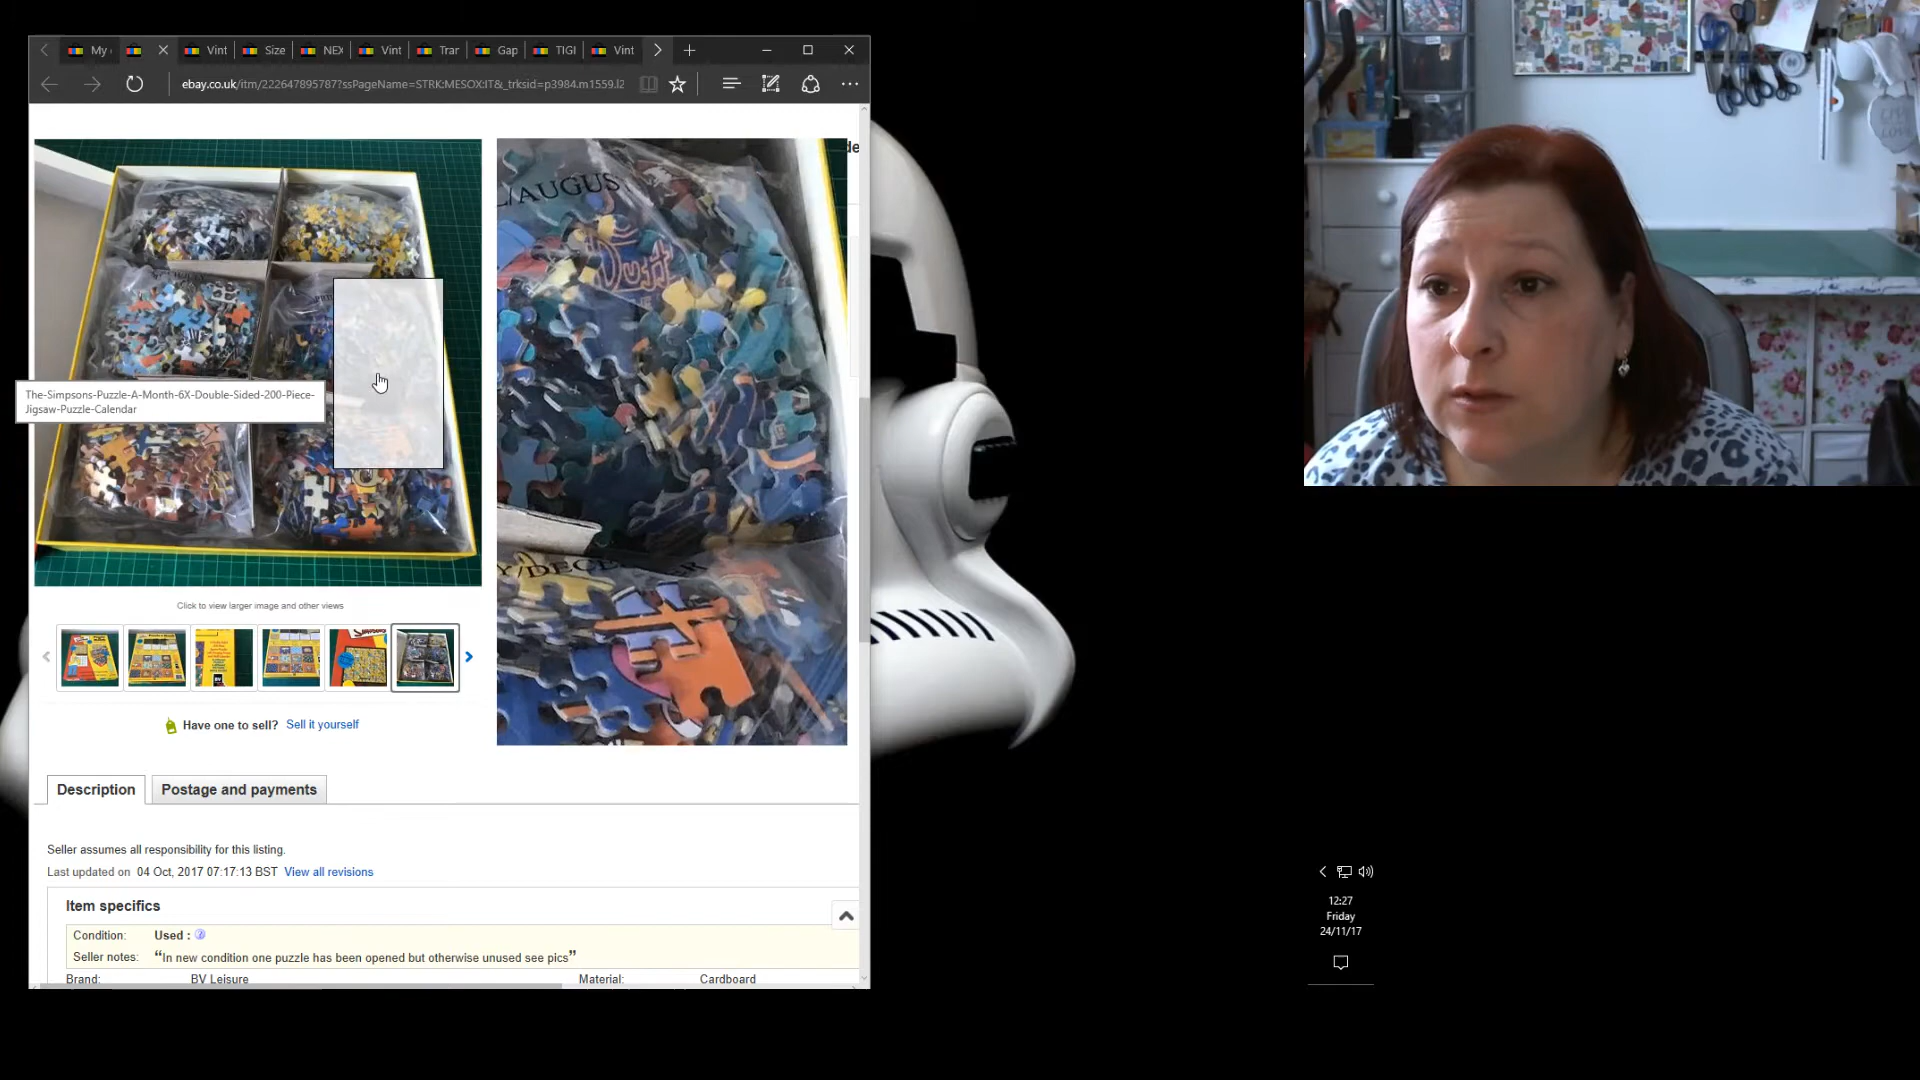 My
Vint
Size
NEX
Vint
Trar
Gap
TIGI
Vint
ebay.co.uk/itm/222647895787?ssPageName=STRK:MESOX:IT&_trksid=p3984.m1559.l2
de
/AUGUS
Duff
Y/DECEMBER
The-Simpsons-Puzzle-A-Month-6X-Double-Sided-200-Piece-
Jigsaw-Puzzle-Calendar
Click to view larger image and other views
Have one to sell? Sell it yourself
Description
Postage and payments
Seller assumes all responsibility for this listing.
Last updated on 04 Oct, 2017 07:17:13 BST View all revisions
Item specifics
Condition: Used :
Seller notes: “In new condition one puzzle has been opened but otherwise unused see pics”
Brand: BV Leisure Material: Cardboard
LIVE
LOVE
12:27
Friday
24/11/17